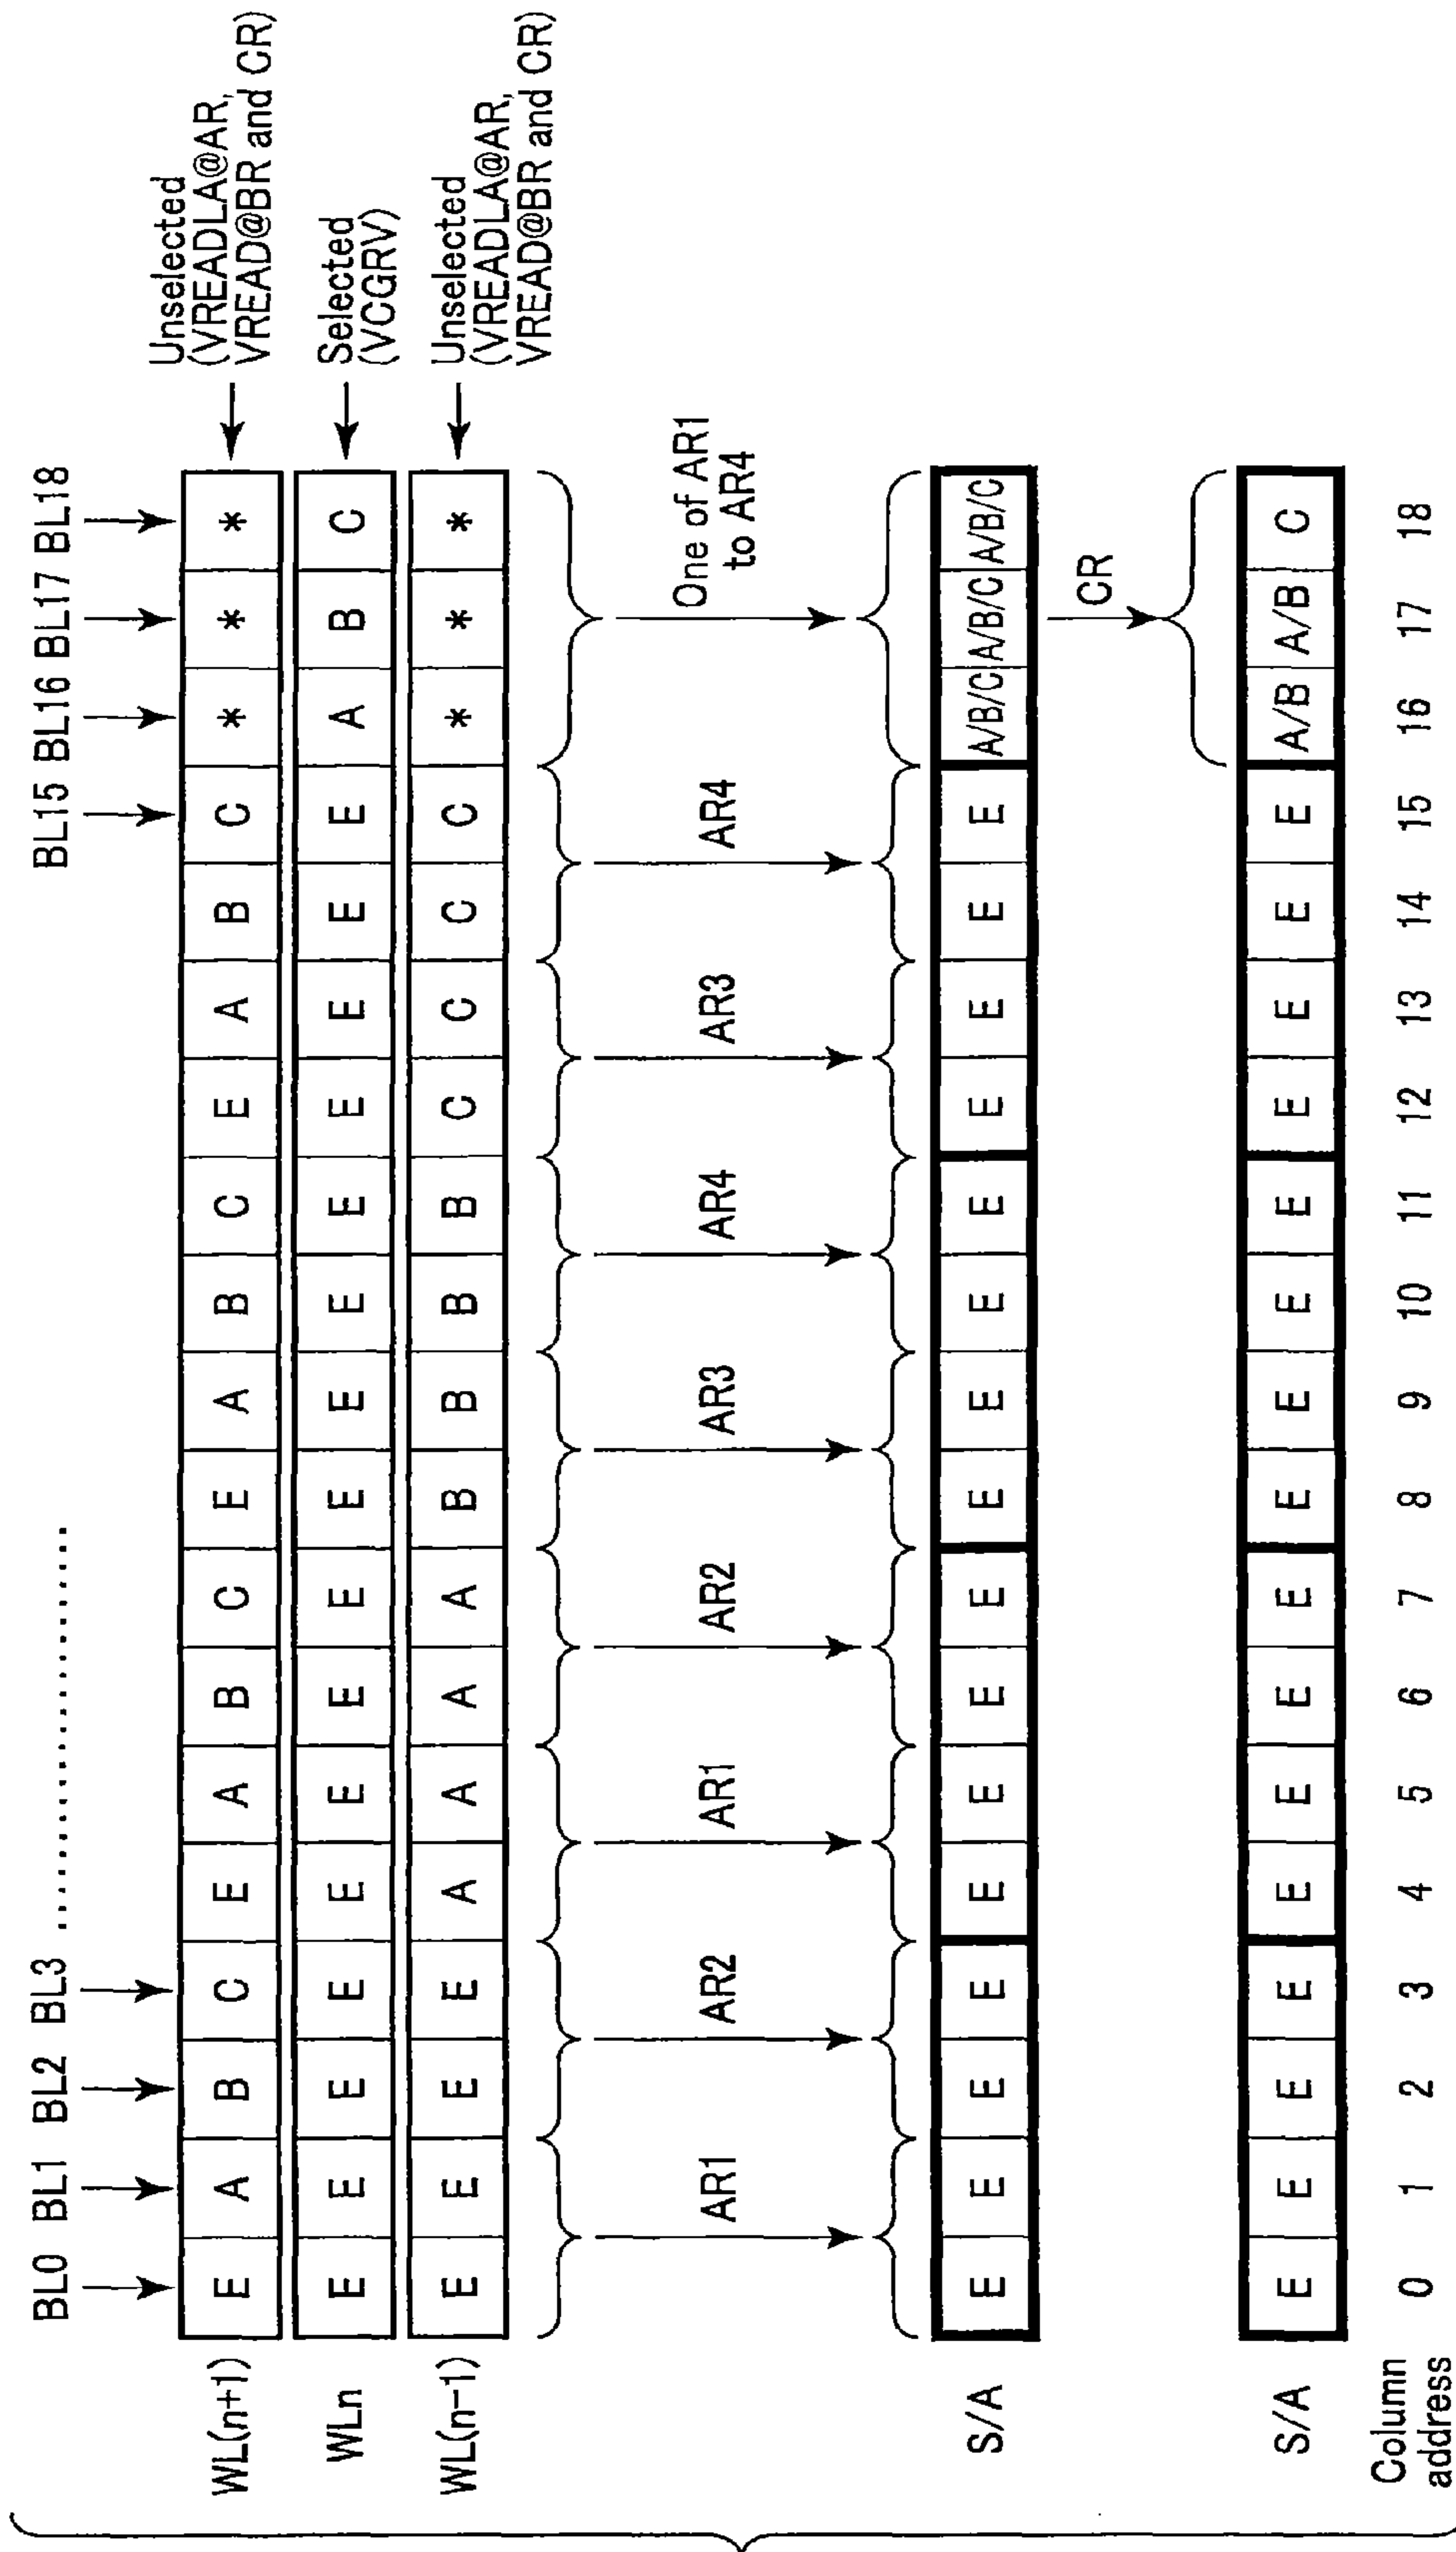 BL0 BL1 BL2 BL3 .................... BL15 BL16 BL17 BL18
WL(n+1) E A B C E A B C E A B C E A B C * * *
Unselected
(VREADLA@AR,
VREAD@BR and CR)
WLn E E E E E E E E E E E E E E E E A B C
Selected
(VCGRV)
WL(n-1) E E E E A A A A B B B B C C C C * * *
Unselected
(VREADLA@AR,
VREAD@BR and CR)
AR1 AR2 AR1 AR2 AR3 AR4 AR3 AR4 One of AR1
to AR4
S/A E E E E E E E E E E E E E E E E A/B/C A/B/C A/B/C
CR
S/A E E E E E E E E E E E E E E E E A/B A/B C
Column
address 0 1 2 3 4 5 6 7 8 9 10 11 12 13 14 15 16 17 18